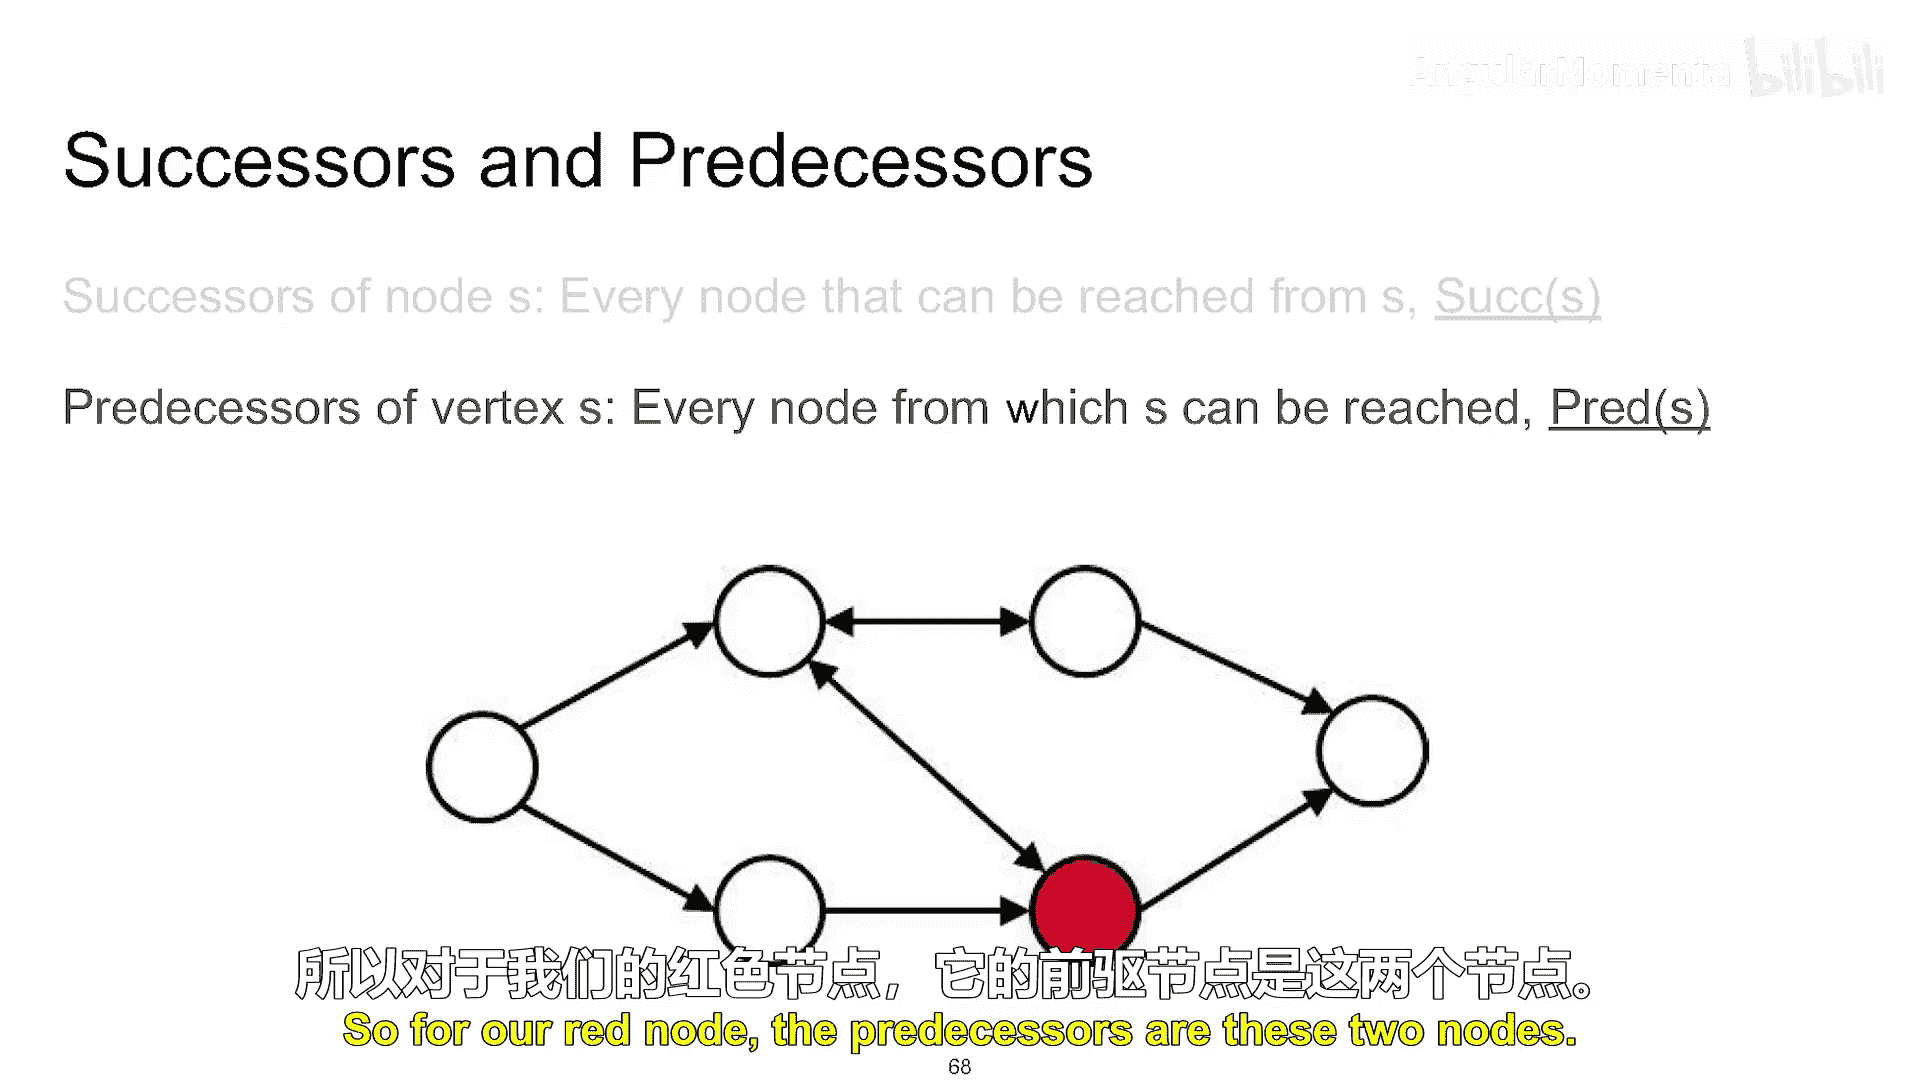 AngularMomenta bilibili
Successors and Predecessors
Successors of node s: Every node that can be reached from s, Succ(s)
Predecessors of vertex s: Every node from which s can be reached, Pred(s)
所以对于我们的红色节点，它的前驱节点是这两个节点。
So for our red node, the predecessors are these two nodes.
68